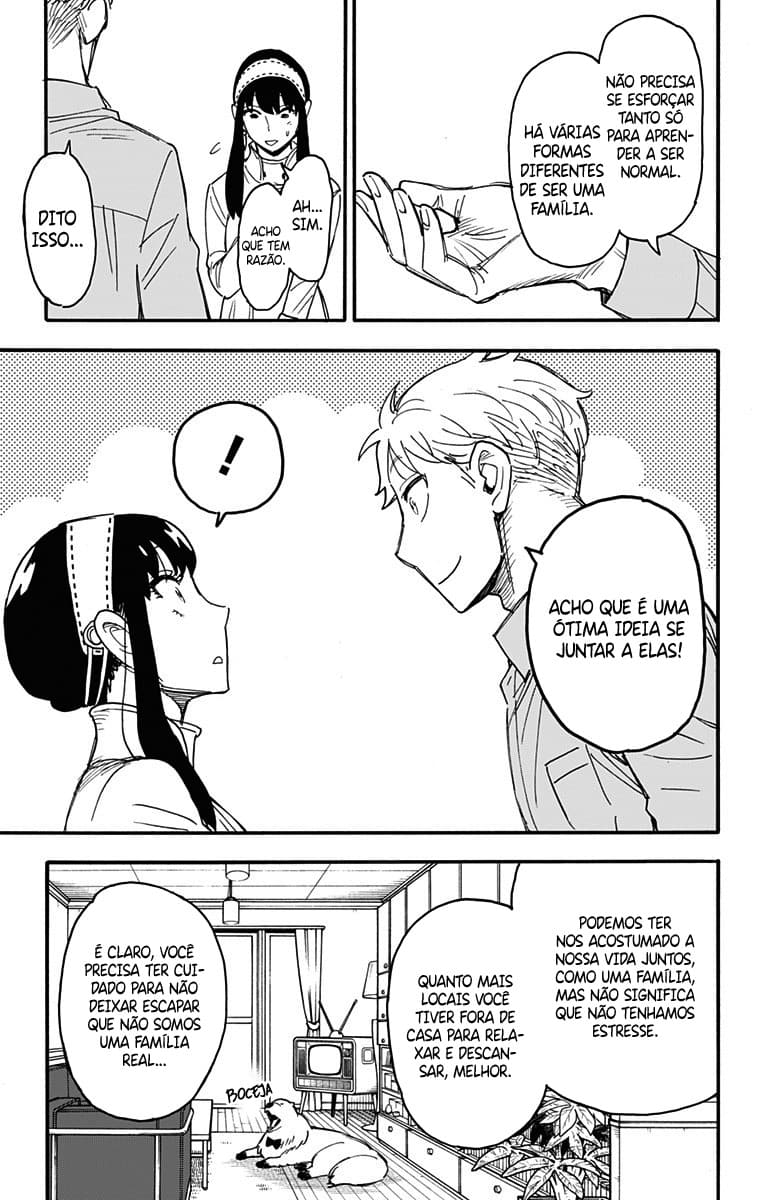 NÃO PRECISA
SE ESFORÇAR
TANTO SÓ
PARA APREN-
DER A SER
NORMAL.
HÁ VÁRIAS
FORMAS
DIFERENTES
DE SER UMA
FAMÍLIA.
AH...
SIM.
ACHO
QUE TEM
RAZÃO.
DITO
ISSO...
ACHO QUE É UMA
ÓTIMA IDEIA SE
JUNTAR A ELAS!
!
PODEMOS TER
NOS ACOSTUMADO A
NOSSA VIDA JUNTOS,
COMO UMA FAMÍLIA,
MAS NÃO SIGNIFICA
QUE NÃO TENHAMOS
ESTRESSE.
QUANTO MAIS
LOCAIS VOCÊ
TIVER FORA DE
CASA PARA RELA-
XAR E DESCAN-
SAR, MELHOR.
É CLARO, VOCÊ
PRECISA TER CUI-
DADO PARA NÃO
DEIXAR ESCAPAR
QUE NÃO SOMOS
UMA FAMÍLIA
REAL...
BOCEJA